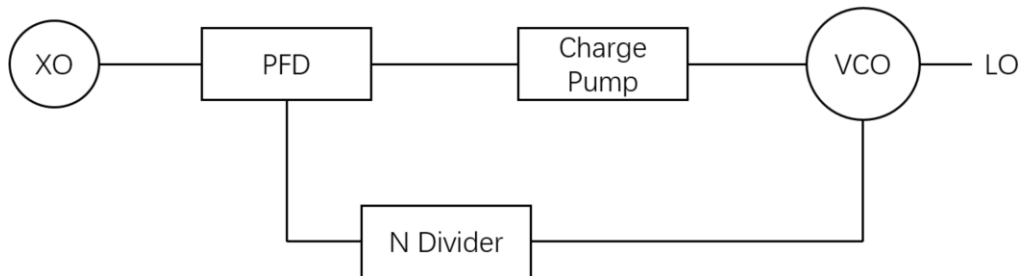 XO
PFD
Charge
Pump
VCO
LO
N Divider